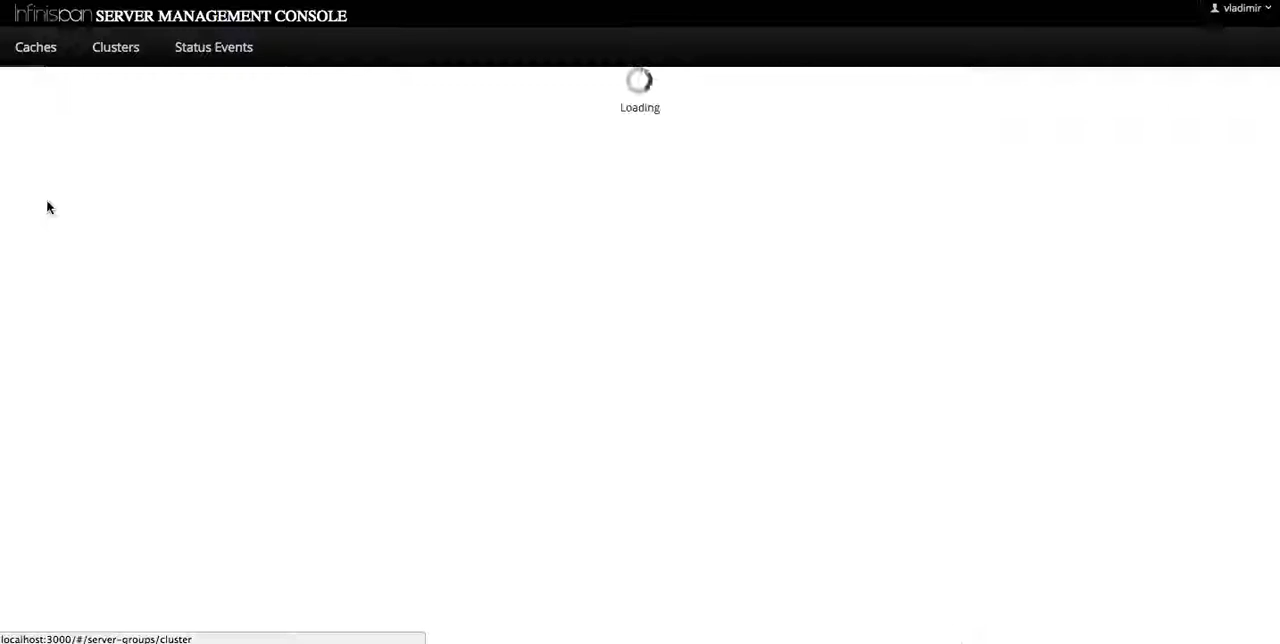 Infinispan SERVER MANAGEMENT CONSOLE
vladimir
Caches Clusters Status Events
Loading
localhost:3000/#/server-groups/cluster